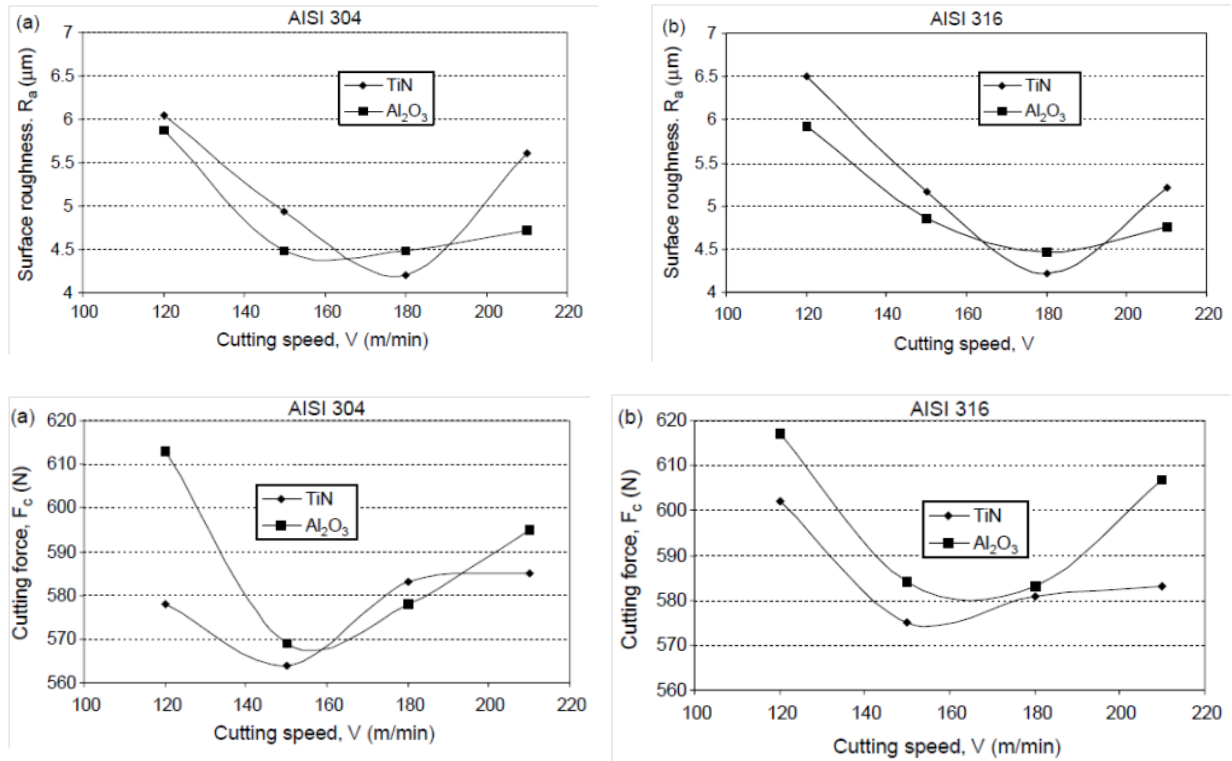 (a)
AISI 304
Surface roughness. Rₐ (μm)
7
6.5
6
5.5
5
4.5
4
TiN
Al₂O₃
100 120 140 160 180 200 220
Cutting speed, V (m/min)
(b)
AISI 316
Surface roughness. Rₐ (μm)
7
6.5
6
5.5
5
4.5
4
TiN
Al₂O₃
100 120 140 160 180 200 220
Cutting speed, V
(a)
AISI 304
Cutting force, F꜀ (N)
620
610
600
590
580
570
560
TiN
Al₂O₃
100 120 140 160 180 200 220
Cutting speed, V (m/min)
(b)
AISI 316
Cutting force, F꜀ (N)
620
610
600
590
580
570
560
TiN
Al₂O₃
100 120 140 160 180 200 220
Cutting speed, V (m/min)